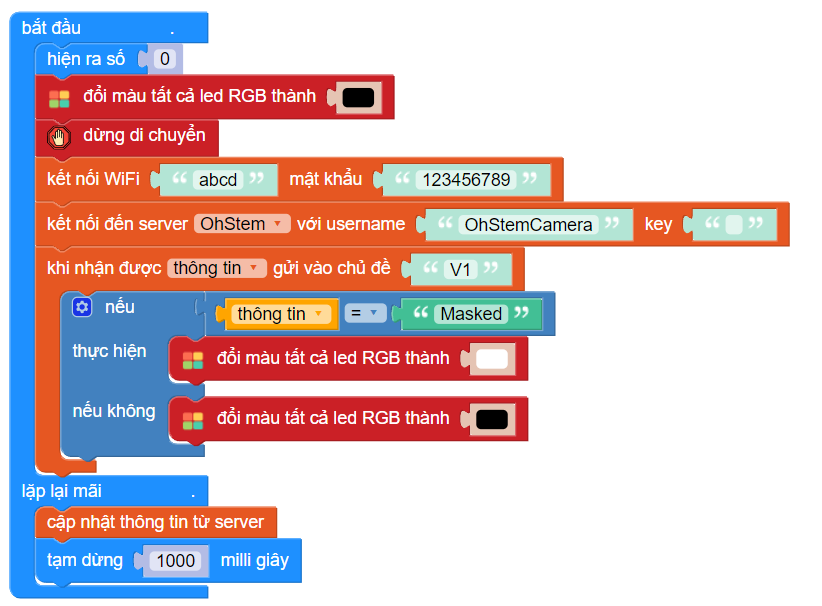 bắt đầu .
hiện ra số 0
đổi màu tất cả led RGB thành
dừng di chuyển
kết nối WiFi “ abcd ” mật khẩu “ 123456789 ”
kết nối đến server OhStem với username “ OhStemCamera ” key “ ”
khi nhận được thông tin gửi vào chủ đề “ V1 ”
nếu thông tin = “ Masked ”
thực hiện đổi màu tất cả led RGB thành
nếu không đổi màu tất cả led RGB thành
lặp lại mãi .
cập nhật thông tin từ server
tạm dừng 1000 milli giây